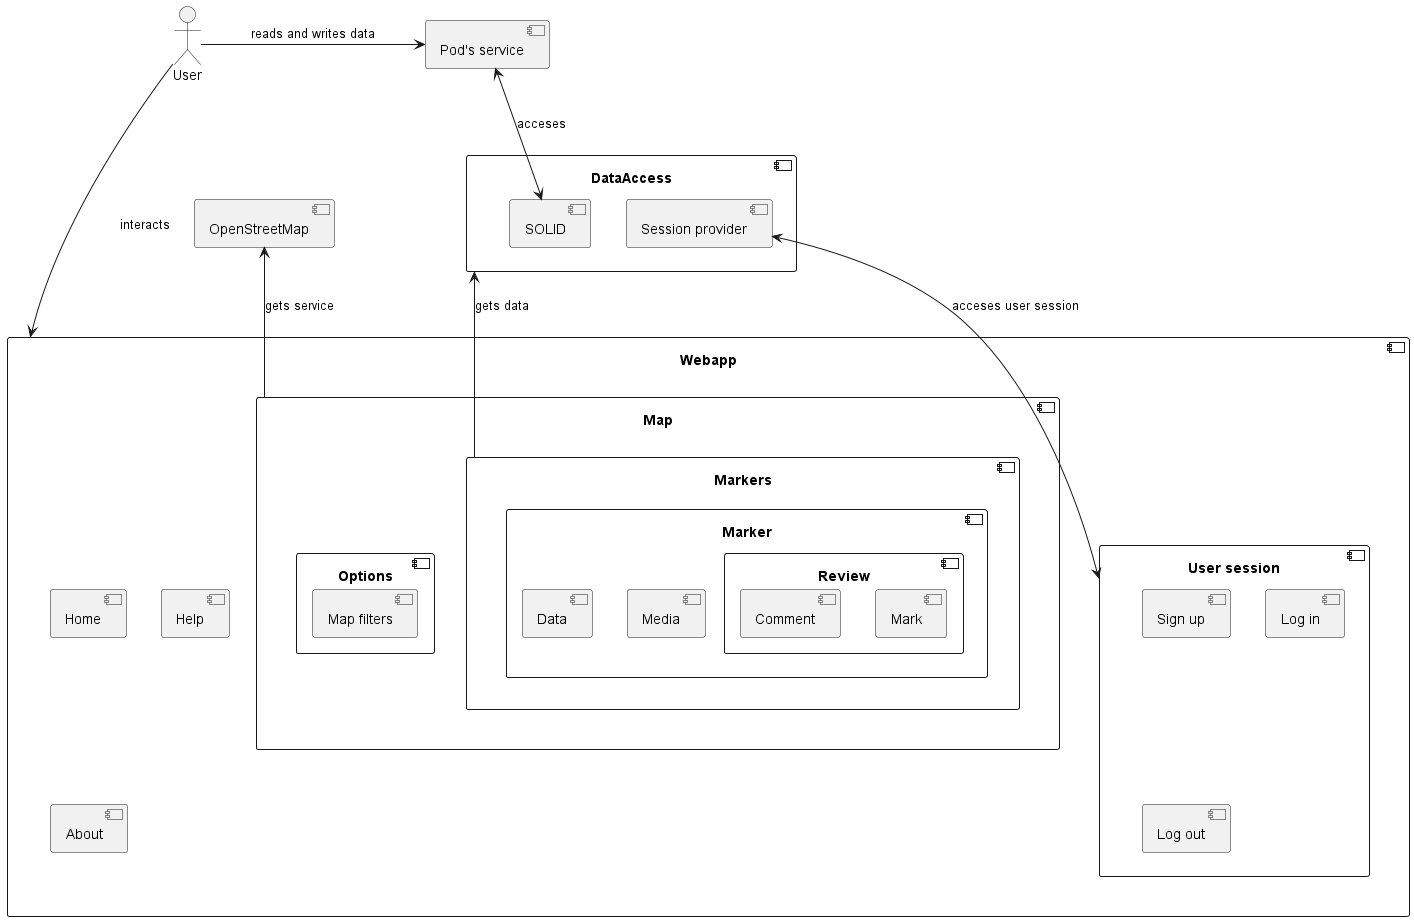 reads and writes data
Pod's service
User
acceses
DataAccess
interacts
OpenStreetMap
SOLID
Session provider
gets service
gets data
acceses user session
Webapp
Map
Markers
Marker
Options
Review
User session
Home
Help
Map filters
Data
Media
Comment
Mark
Sign up
Log in
About
Log out